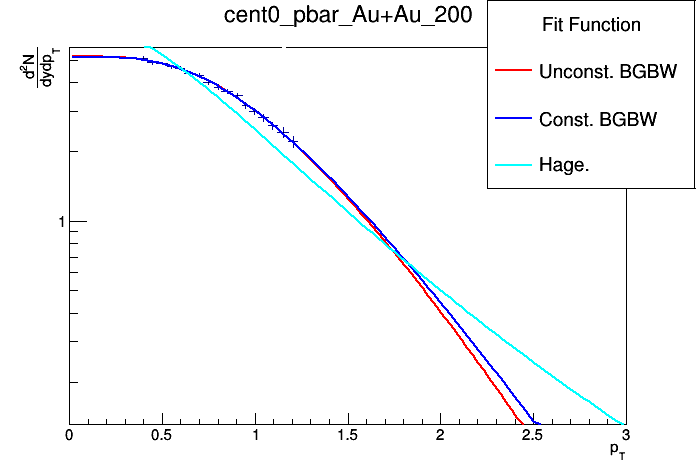 cent0_pbar_Au+Au_200
Fit Function
Unconst. BGBW
Const. BGBW
Hage.
d²N
dydp_T
1
0 0.5 1 1.5 2 2.5 3
p_T